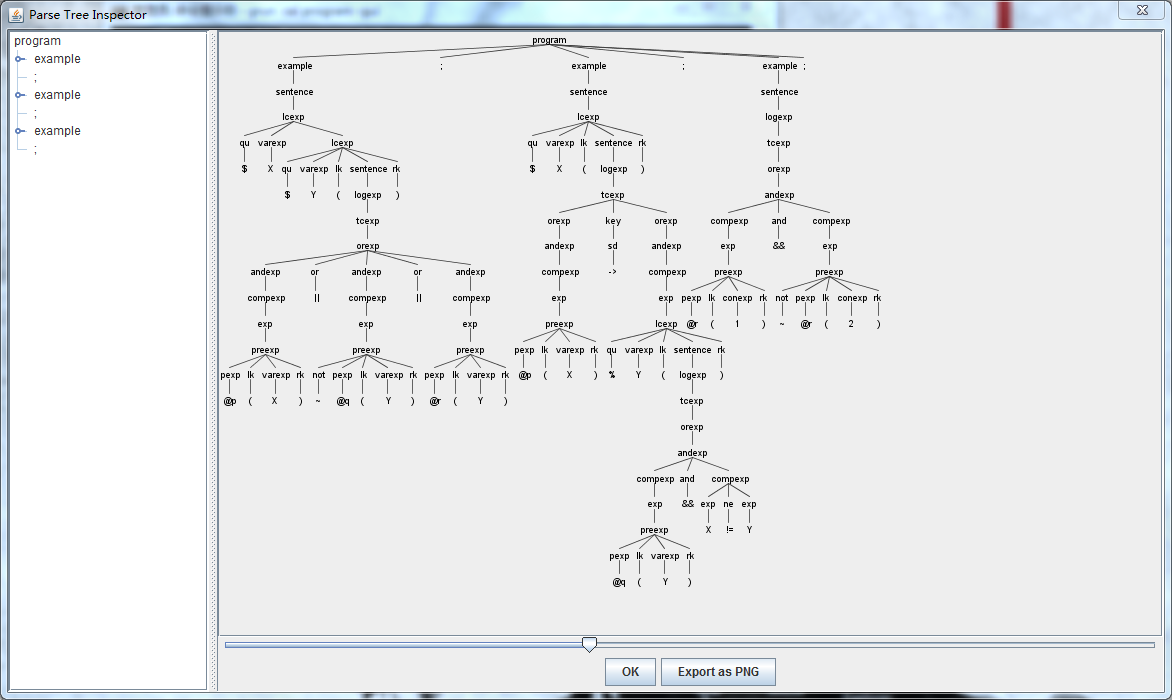 Parse Tree Inspector
program
example
;
example
;
example
;
program
example ; example ; example ;
sentence sentence sentence
lcexp lcexp logexp
qu varexp lcexp qu varexp lk sentence rk tcexp
$ X qu varexp lk sentence rk $ X ( logexp ) orexp
$ Y ( logexp ) tcexp andexp
tcexp orexp key orexp compexp and compexp
orexp andexp sd andexp exp && exp
andexp or andexp or andexp compexp -> compexp preexp preexp
compexp || compexp || compexp exp exp pexp lk conexp rk not pexp lk conexp rk
exp exp exp preexp lcexp @r ( 1 ) ~ @r ( 2 )
preexp preexp preexp pexp lk varexp rk qu varexp lk sentence rk
pexp lk varexp rk not pexp lk varexp rk pexp lk varexp rk @p ( X ) % Y ( logexp )
@p ( X ) ~ @q ( Y ) @r ( Y ) tcexp
orexp
andexp
compexp and compexp
exp && exp ne exp
preexp X != Y
pexp lk varexp rk
@q ( Y )
OK Export as PNG